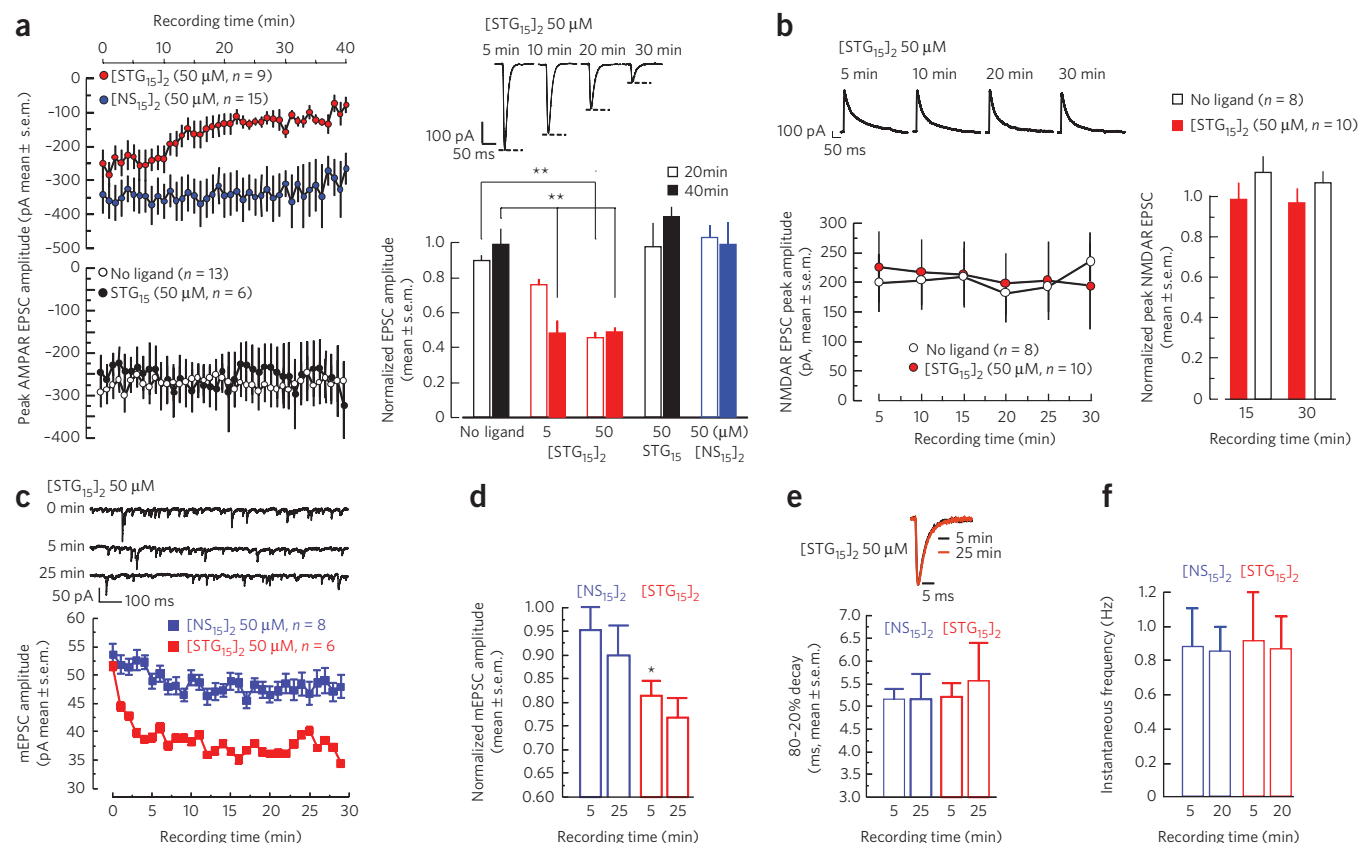 a
Recording time (min)
0 10 20 30 40
[STG₁₅]₂ (50 μM, n = 9)
[NS₁₅]₂ (50 μM, n = 15)
0
-100
-200
-300
-400
-500
0
-100
-200
-300
-400
Peak AMPAR EPSC amplitude (pA mean ± s.e.m.)
No ligand (n = 13)
STG₁₅ (50 μM, n = 6)
[STG₁₅]₂ 50 μM
5 min 10 min 20 min 30 min
100 pA
50 ms
** 
**
20min
40min
1.0
0.8
0.6
0.4
0.2
0
Normalized EPSC amplitude
(mean ± s.e.m.)
No ligand 5 50 50 50 (μM)
[STG₁₅]₂ STG₁₅ [NS₁₅]₂
b
[STG₁₅]₂ 50 μM
5 min 10 min 20 min 30 min
100 pA
50 ms
250
200
150
100
50
0
NMDAR EPSC peak amplitude
(pA, mean ± s.e.m.)
No ligand (n = 8)
[STG₁₅]₂ (50 μM, n = 10)
5 10 15 20 25 30
Recording time (min)
No ligand (n = 8)
[STG₁₅]₂ (50 μM, n = 10)
1.0
0.8
0.6
0.4
0.2
0
Normalized peak NMDAR EPSC
(mean ± s.e.m.)
15 30
Recording time (min)
c
[STG₁₅]₂ 50 μM
0 min
5 min
25 min
50 pA
100 ms
[NS₁₅]₂ 50 μM, n = 8
[STG₁₅]₂ 50 μM, n = 6
60
55
50
45
40
35
30
mEPSC amplitude
(pA mean ± s.e.m.)
0 5 10 15 20 25 30
Recording time (min)
d
[NS₁₅]₂ [STG₁₅]₂
1.00
0.95
0.90
0.85
0.80
0.75
0.70
0.65
0.60
Normalized mEPSC amplitude
(mean ± s.e.m.)
*
5 25 5 25
Recording time (min)
e
[STG₁₅]₂ 50 μM
5 min
25 min
5 ms
[NS₁₅]₂ [STG₁₅]₂
7.0
6.5
6.0
5.5
5.0
4.5
4.0
3.5
3.0
80–20% decay
(ms, mean ± s.e.m.)
5 25 5 25
Recording time (min)
f
[NS₁₅]₂ [STG₁₅]₂
1.2
1.0
0.8
0.6
0.4
0.2
0
Instantaneous frequency (Hz)
5 20 5 20
Recording time (min)